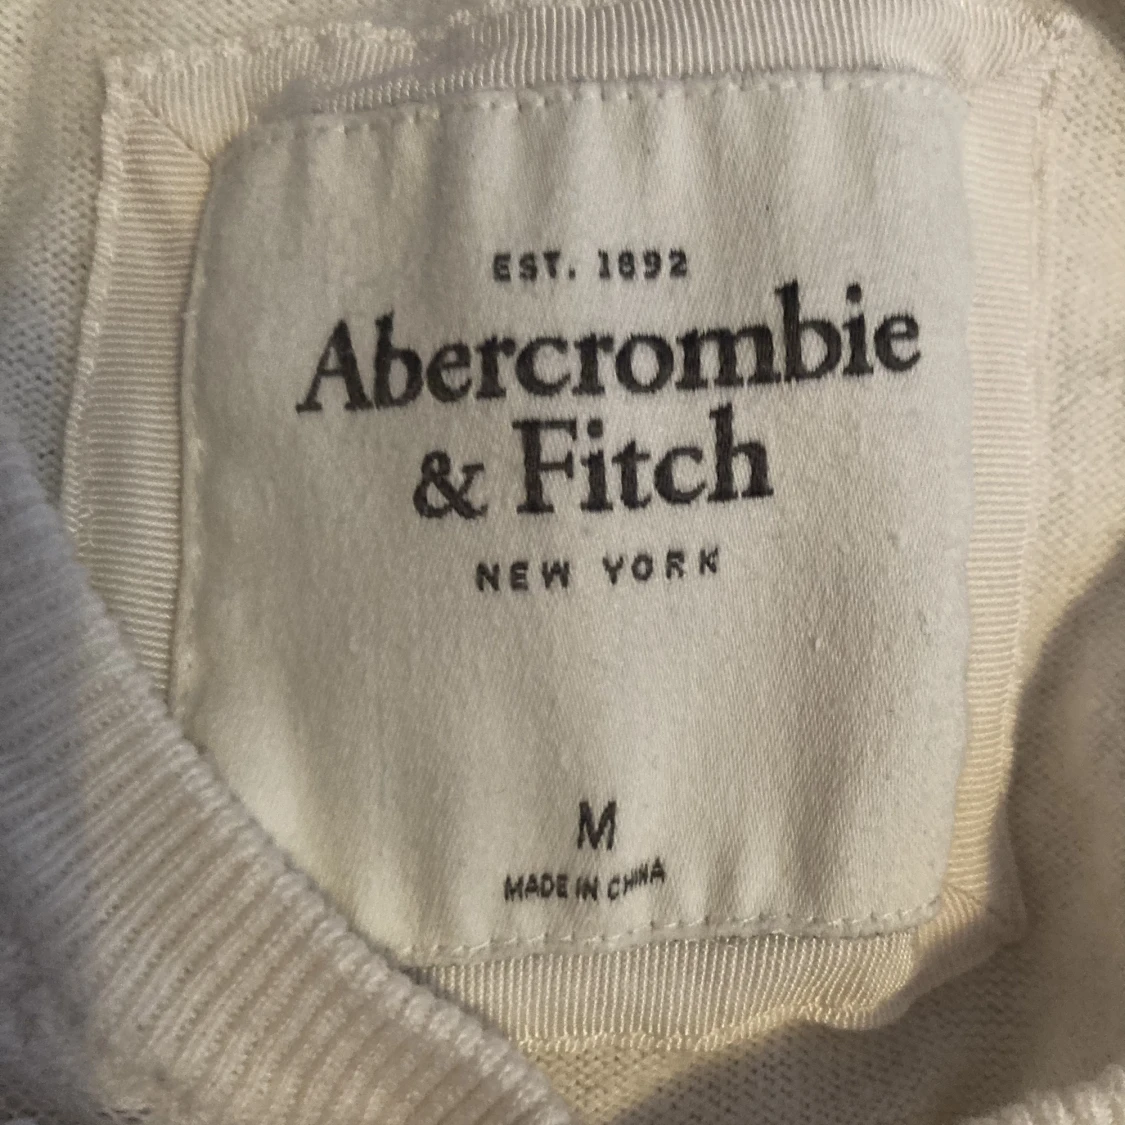 EST. 1892
Abercrombie
& Fitch
NEW YORK
M
MADE IN CHINA